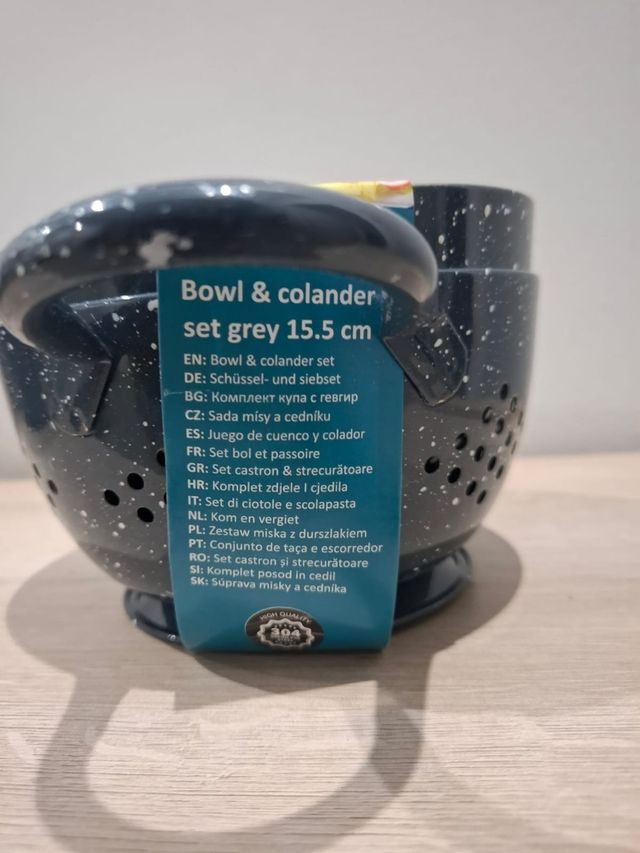 Bowl & colander
set grey 15.5 cm
EN: Bowl & colander set
DE: Schüssel- und siebset
BG: Комплект купа с гевгир
CZ: Sada mísy a cedníku
ES: Juego de cuenco y colador
FR: Set bol et passoire
GR: Set castron & strecurătoare
HR: Komplet zdjele I cjedila
IT: Set di ciotole e scolapasta
NL: Kom en vergiet
PL: Zestaw miska z durszlakiem
PT: Conjunto de taça e escorredor
RO: Set castron și strecurătoare
SI: Komplet posod in cedil
SK: Súprava misky a cedníka
HIGH QUALITY
304